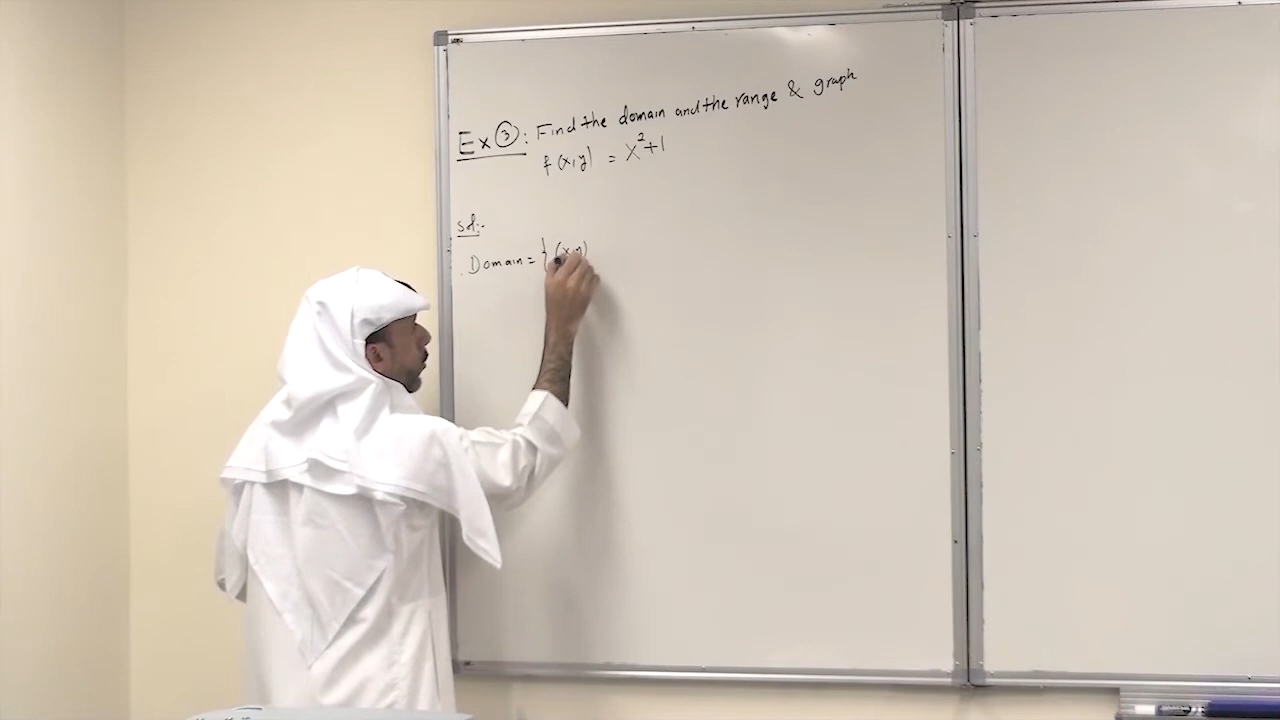 Ex ③: Find the domain and the range & graph
f(x,y) = x²+1
Sol:-
Domain = { (x,y)